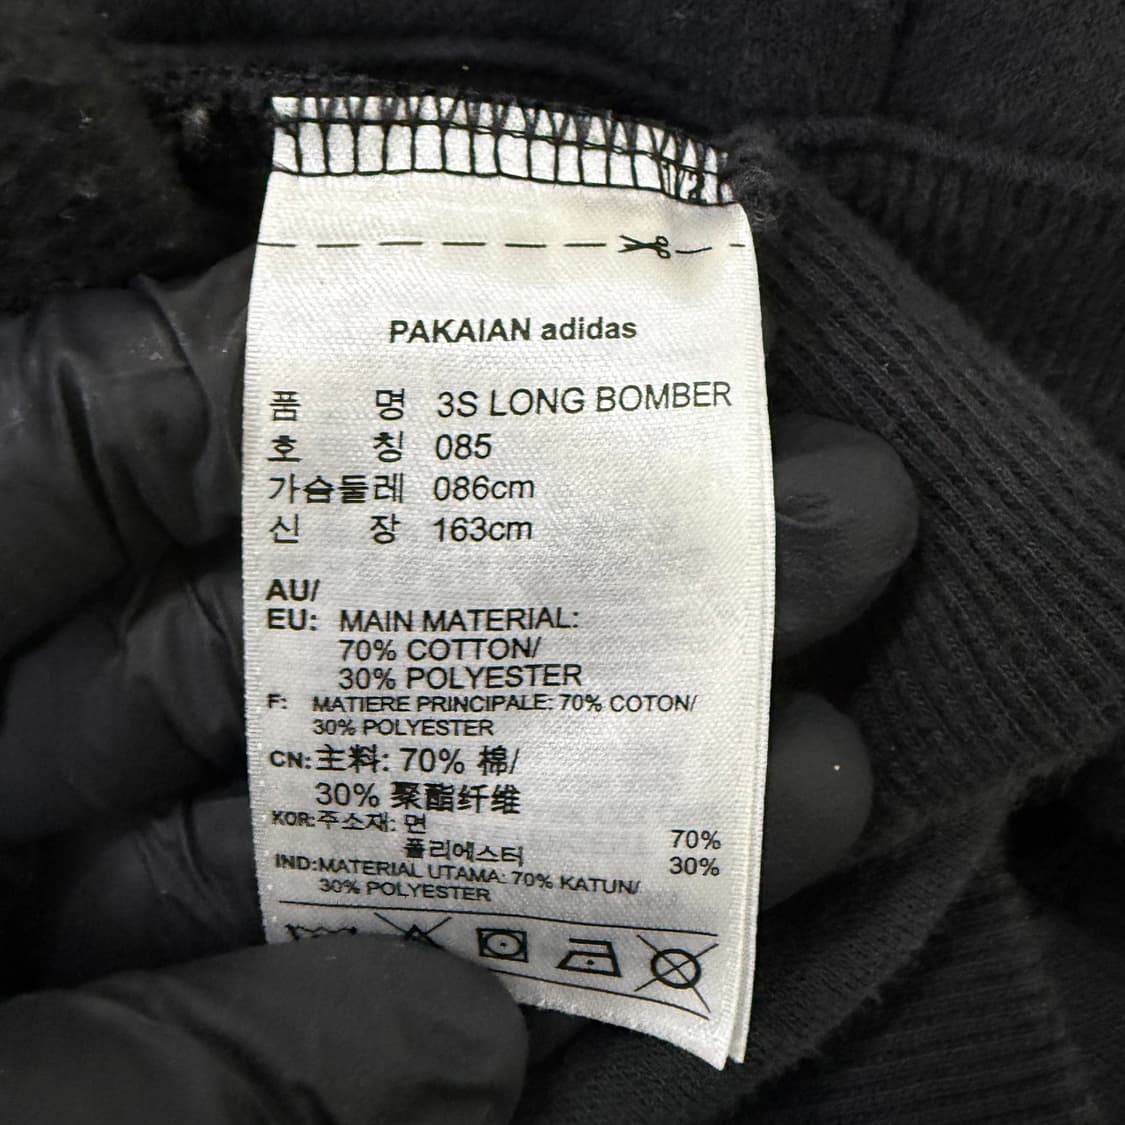 PAKAIAN adidas
품 명 3S LONG BOMBER
호 칭 085
가슴둘레 086cm
신 장 163cm
AU/
EU: MAIN MATERIAL:
70% COTTON/
30% POLYESTER
F: MATIERE PRINCIPALE: 70% COTON/
30% POLYESTER
CN: 主料: 70% 棉/
30% 聚酯纤维
KOR: 주소재: 면 70%
폴리에스터 30%
IND: MATERIAL UTAMA: 70% KATUN/
30% POLYESTER